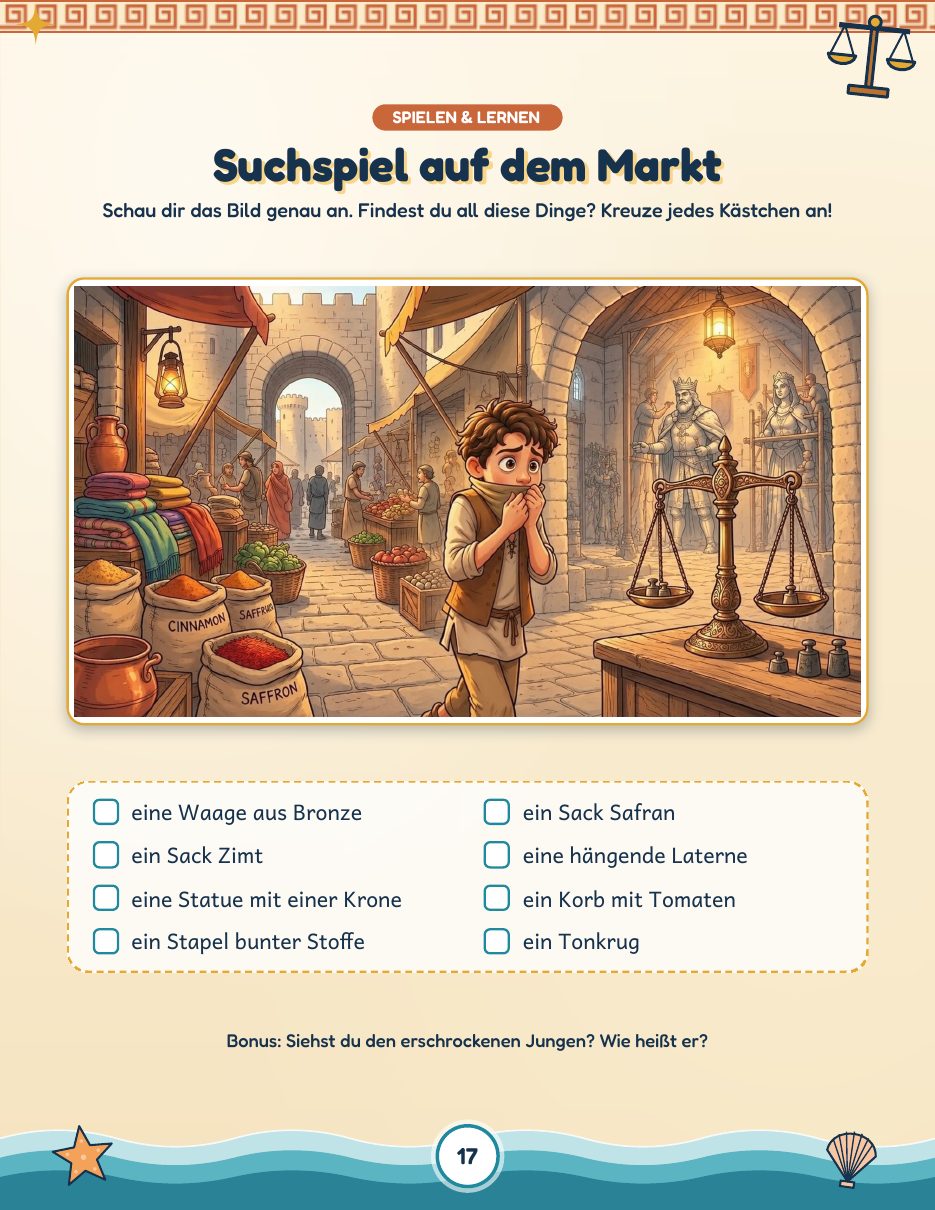 SPIELEN & LERNEN
Suchspiel auf dem Markt
Schau dir das Bild genau an. Findest du all diese Dinge? Kreuze jedes Kästchen an!
CINNAMON
SAFFRON
eine Waage aus Bronze
ein Sack Zimt
eine Statue mit einer Krone
ein Stapel bunter Stoffe
ein Sack Safran
eine hängende Laterne
ein Korb mit Tomaten
ein Tonkrug
Bonus: Siehst du den erschrockenen Jungen? Wie heißt er?
17